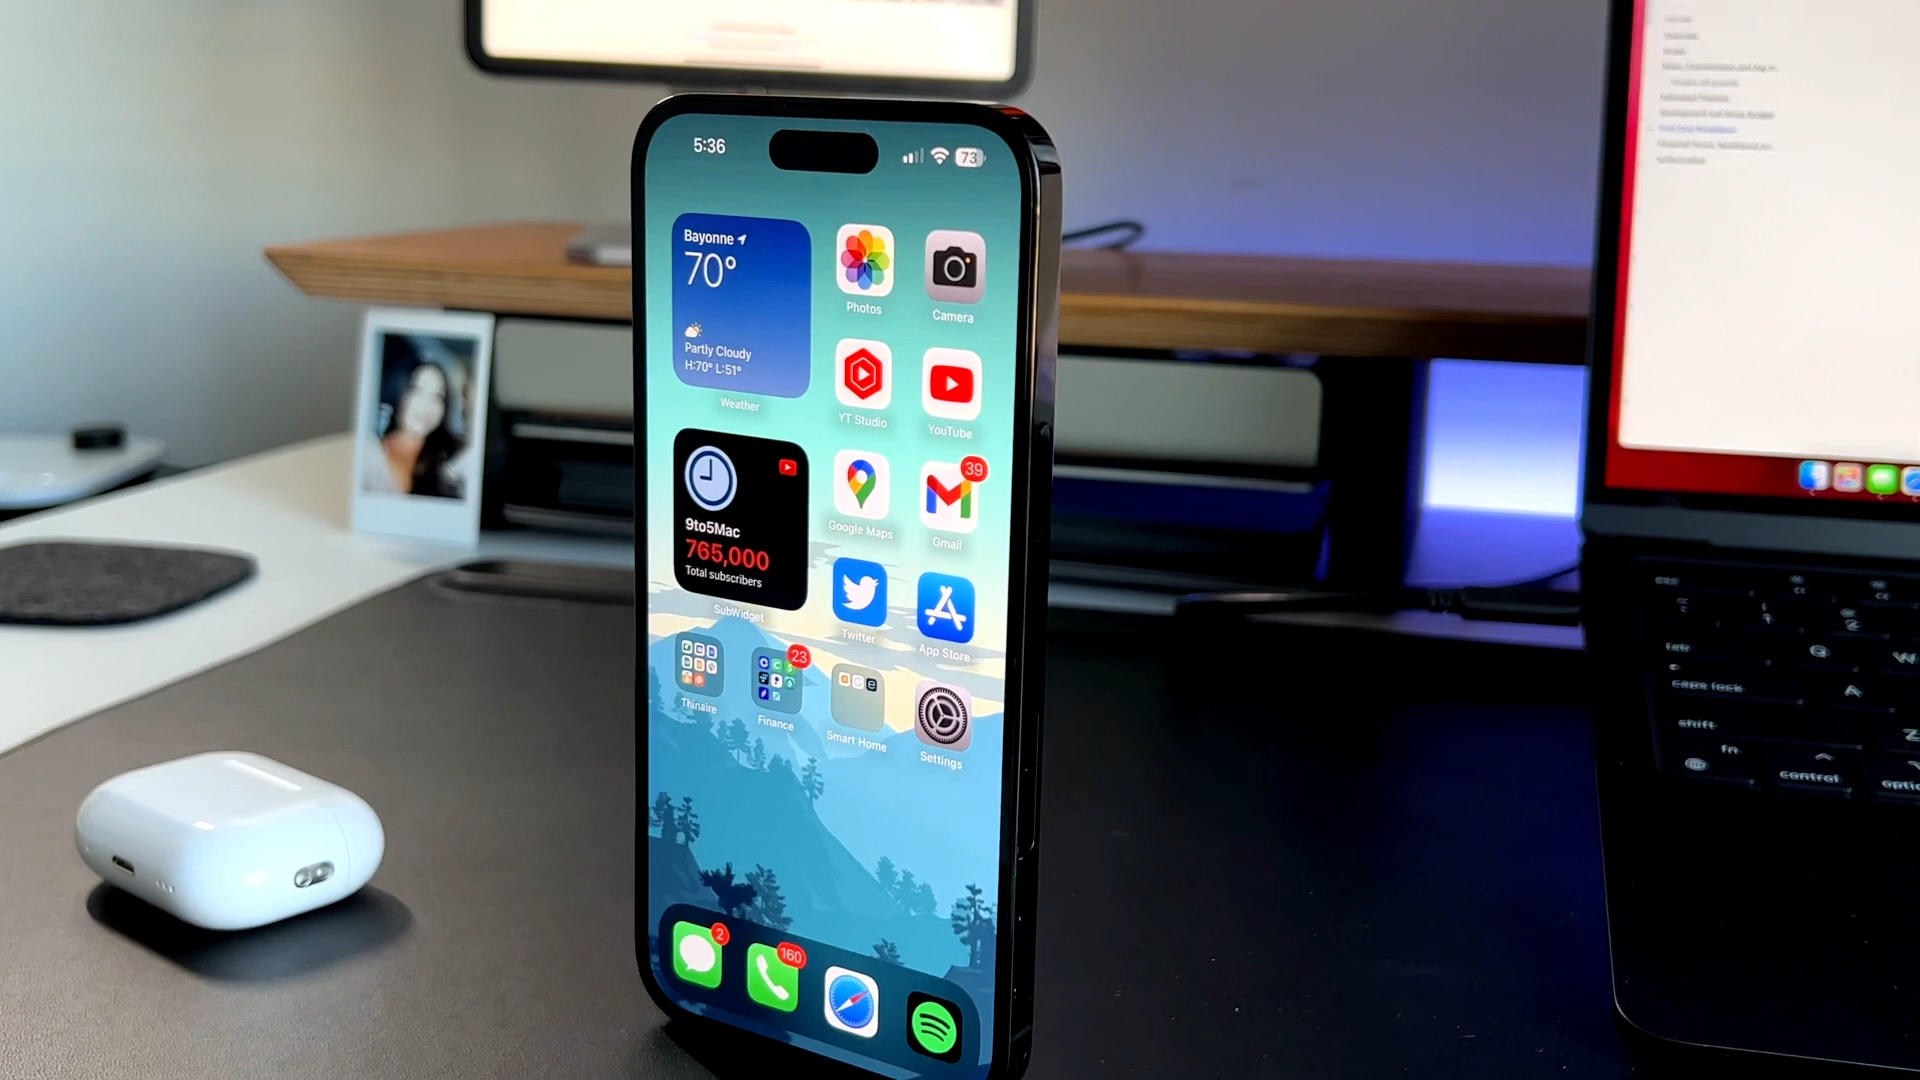 5:36
73
Bayonne
70°
Partly Cloudy
H:70° L:51°
Weather
Photos
Camera
YT Studio
YouTube
9to5Mac
765,000
Total subscribers
SubWidget
Google Maps
39
Gmail
Twitter
App Store
Thinaire
23
Finance
Smart Home
Settings
2
160
esc
tab
Q
W
caps lock
A
shift
Z
fn
control
optio